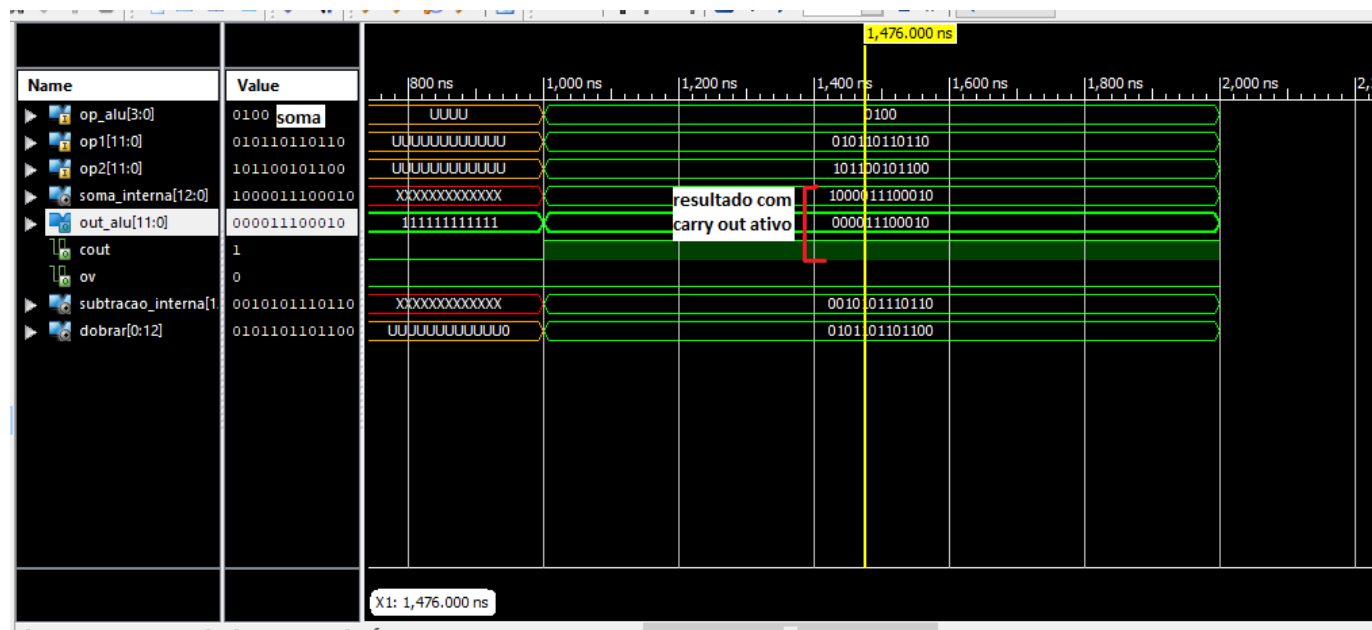 1,476.000 ns
Name Value 800 ns 1,000 ns 1,200 ns 1,400 ns 1,600 ns 1,800 ns 2,000 ns 2,
op_alu[3:0] 0100 soma UUUU 0100
op1[11:0] 010110110110 UUUUUUUUUUUU 010110110110
op2[11:0] 101100101100 UUUUUUUUUUUU 101100101100
soma_interna[12:0] 1000011100010 XXXXXXXXXXXXX resultado com 1000011100010
out_alu[11:0] 000011100010 111111111111 carry out ativo 000011100010
cout 1
ov 0
subtracao_interna[1 0010101110110 XXXXXXXXXXXXX 0010101110110
dobrar[0:12] 0101101101100 UUUUUUUUUUUU0 0101101101100
X1: 1,476.000 ns